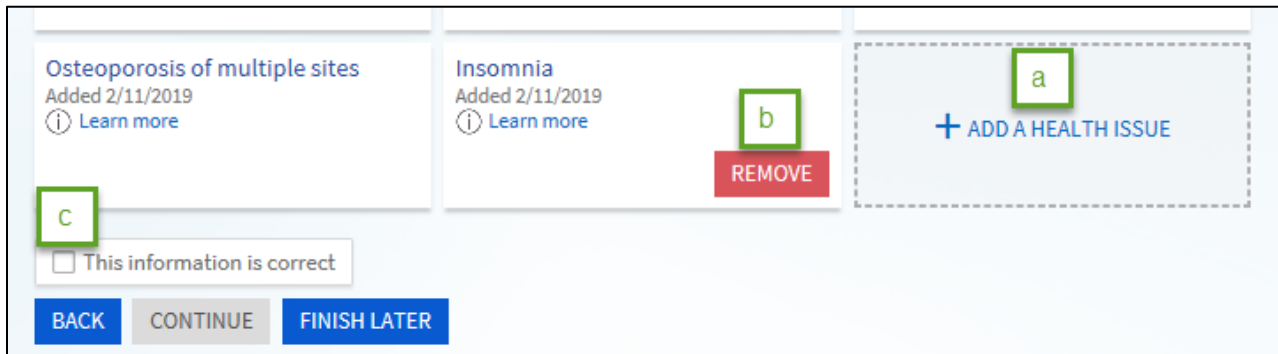 Osteoporosis of multiple sites
Added 2/11/2019
Learn more
Insomnia
Added 2/11/2019
Learn more
b
REMOVE
a
+ ADD A HEALTH ISSUE
c
This information is correct
BACK
CONTINUE
FINISH LATER